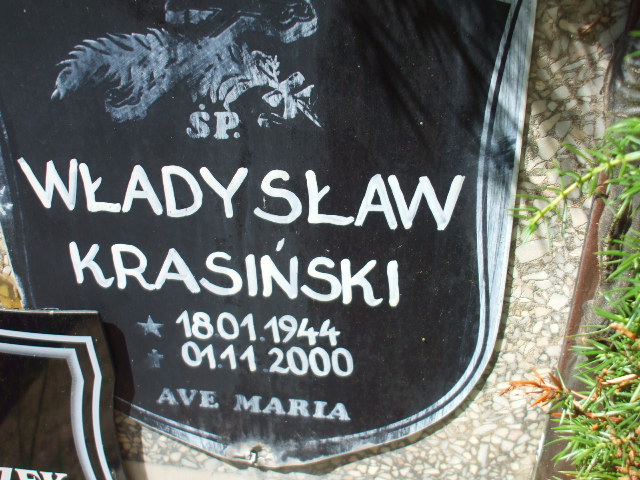 ŚP.
WŁADYSŁAW
KRASIŃSKI
18.01.1944
01.11.2000
AVE MARIA